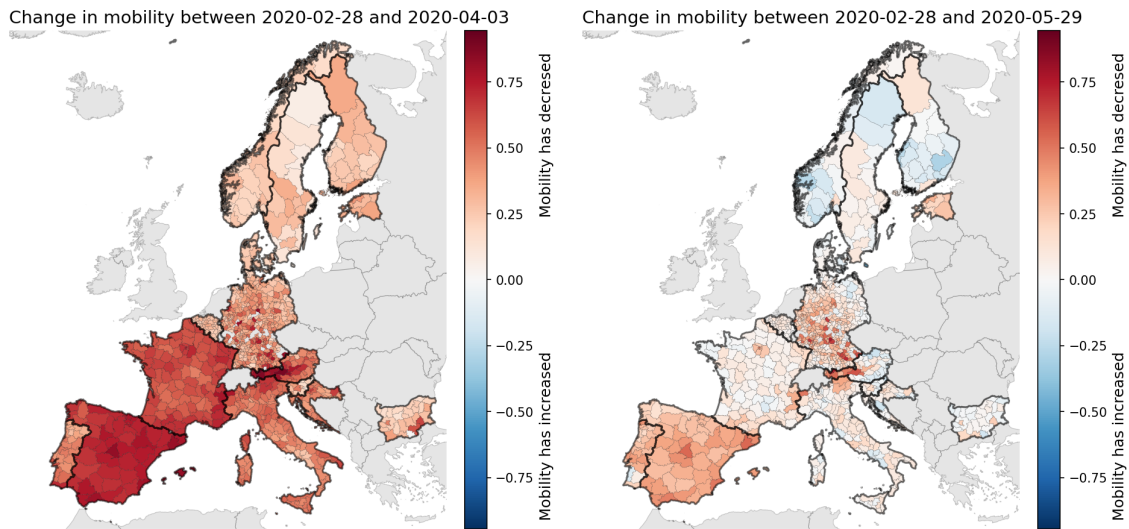 Change in mobility between 2020-02-28 and 2020-04-03
0.75
0.50
0.25
0.00
−0.25
−0.50
−0.75
Mobility has decresed
Mobility has increased
Change in mobility between 2020-02-28 and 2020-05-29
0.75
0.50
0.25
0.00
−0.25
−0.50
−0.75
Mobility has decresed
Mobility has increased